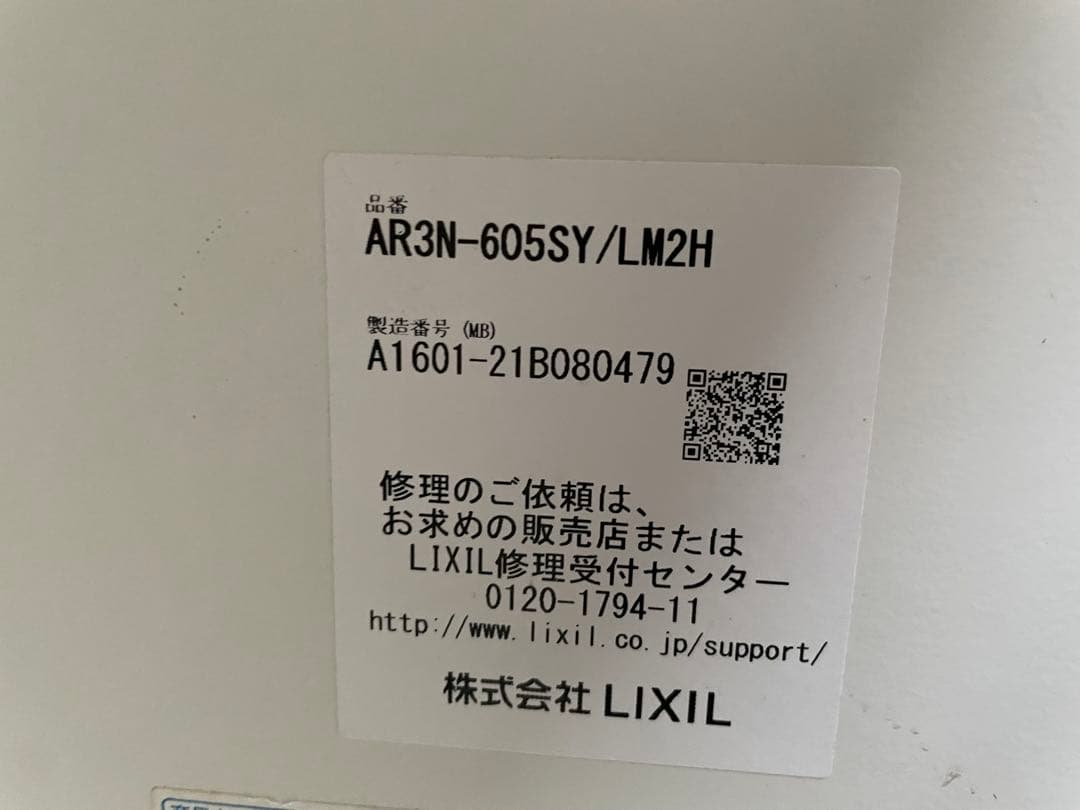 品番
AR3N-605SY/LM2H
製造番号(MB)
A1601-21B080479
修理のご依頼は、
お求めの販売店または
LIXIL修理受付センター
0120-1794-11
http://www.lixil.co.jp/support/
株式会社 LIXIL